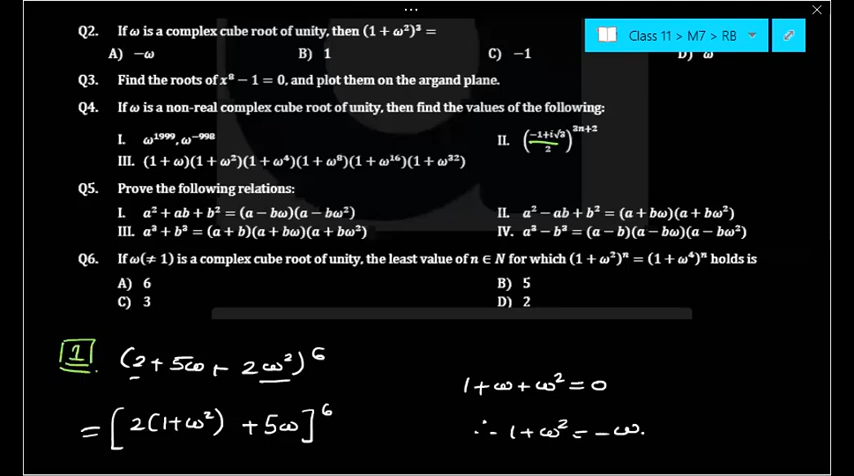 Q2. If ω is a complex cube root of unity, then (1 + ω²)³ =
A) −ω B) 1 C) −1 D) ω
Class 11 > M7 > RB
Q3. Find the roots of x⁸ − 1 = 0, and plot them on the argand plane.
Q4. If ω is a non-real complex cube root of unity, then find the values of the following:
I. ω¹⁹⁹⁹, ω⁻⁹⁹⁸ II. ((−1+i√3)/2)³ⁿ⁺²
III. (1 + ω)(1 + ω²)(1 + ω⁴)(1 + ω⁸)(1 + ω¹⁶)(1 + ω³²)
Q5. Prove the following relations:
I. a² + ab + b² = (a − bω)(a − bω²) II. a² − ab + b² = (a + bω)(a + bω²)
III. a³ + b³ = (a + b)(a + bω)(a + bω²) IV. a³ − b³ = (a − b)(a − bω)(a − bω²)
Q6. If ω(≠ 1) is a complex cube root of unity, the least value of n ∈ N for which (1 + ω²)ⁿ = (1 + ω⁴)ⁿ holds is
A) 6 B) 5
C) 3 D) 2
1. (2 + 5ω + 2ω²)⁶
1 + ω + ω² = 0
= [2(1+ω²) + 5ω]⁶
∴ 1 + ω² = −ω.